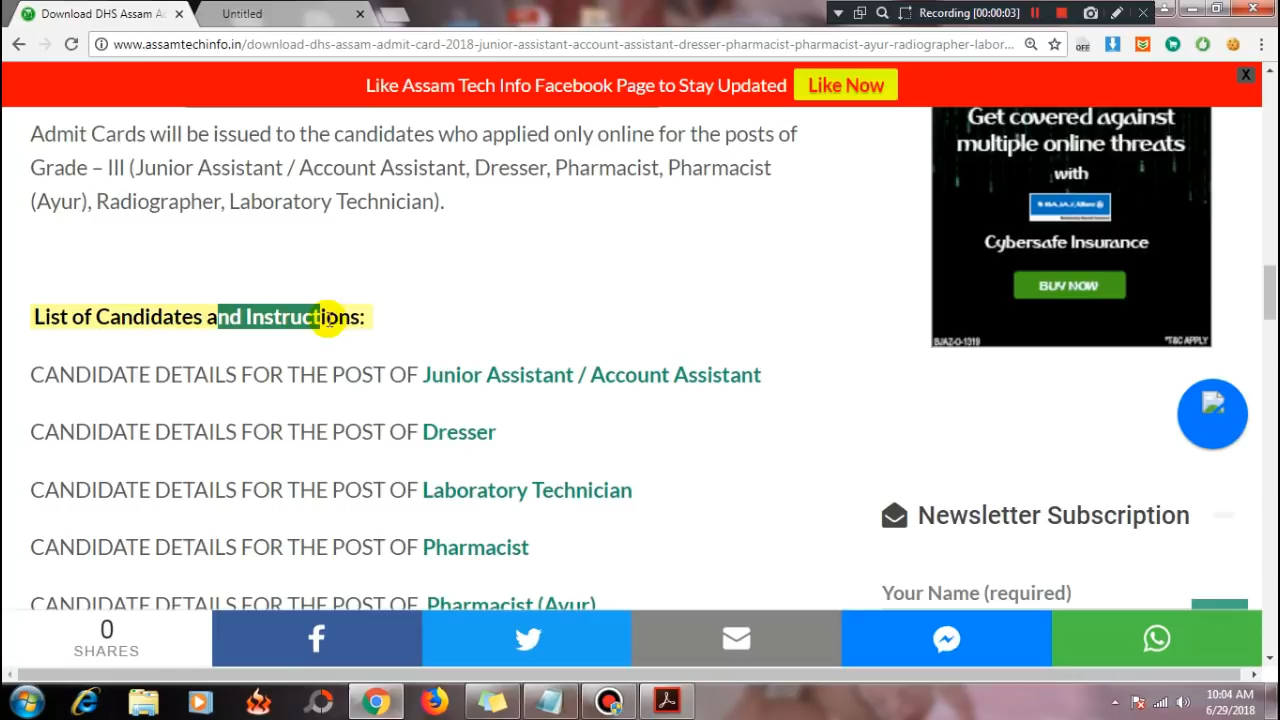 Download DHS Assam A
Untitled
Recording [00:00:03]
www.assamtechinfo.in/download-dhs-assam-admit-card-2018-junior-assistant-account-assistant-dresser-pharmacist-pharmacist-ayur-radiographer-labor...
OFF
Like Assam Tech Info Facebook Page to Stay Updated
Like Now
X
Admit Cards will be issued to the candidates who applied only online for the posts of
Grade – III (Junior Assistant / Account Assistant, Dresser, Pharmacist, Pharmacist
(Ayur), Radiographer, Laboratory Technician).
List of Candidates and Instructions:
CANDIDATE DETAILS FOR THE POST OF Junior Assistant / Account Assistant
CANDIDATE DETAILS FOR THE POST OF Dresser
CANDIDATE DETAILS FOR THE POST OF Laboratory Technician
CANDIDATE DETAILS FOR THE POST OF Pharmacist
CANDIDATE DETAILS FOR THE POST OF Pharmacist (Ayur)
Get covered against
multiple online threats
with
BAJAJ Allianz
Cybersafe Insurance
BUY NOW
BJAZ-O-1319
*T&C APPLY
Newsletter Subscription
Your Name (required)
0
SHARES
10:04 AM
6/29/2018